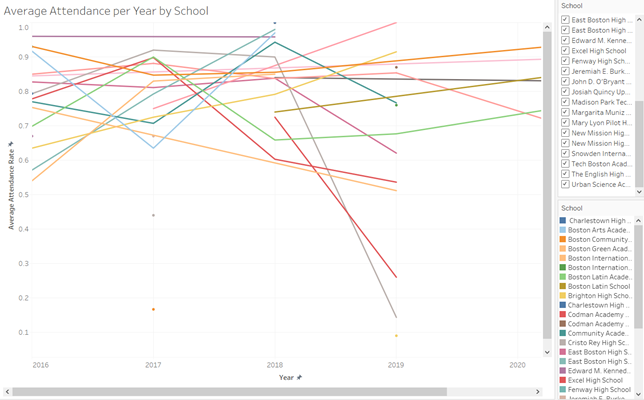 Average Attendance per Year by School
Average Attendance Rate
1.0
0.9
0.8
0.7
0.6
0.5
0.4
0.3
0.2
0.1
2016
2017
2018
2019
2020
Year
School
East Boston High ...
East Boston High ...
Edward M. Kenne...
Excel High School
Fenway High Sch...
Jeremiah E. Burk...
John D. O'Bryant...
Josiah Quincy Up...
Madison Park Tec...
Margarita Muniz ...
Mary Lyon Pilot H...
New Mission Hig...
New Mission Hig...
Snowden Interna...
Tech Boston Acad...
The English High ...
Urban Science Ac...
School
Charlestown High ...
Boston Arts Acade...
Boston Community...
Boston Green Acad...
Boston Internation...
Boston Internation...
Boston Latin Acade...
Boston Latin School
Brighton High Scho...
Charlestown High ...
Codman Academy ...
Codman Academy ...
Community Acade...
Cristo Rey High Sc...
East Boston High S...
East Boston High S...
Edward M. Kenned...
Excel High School
Fenway High School